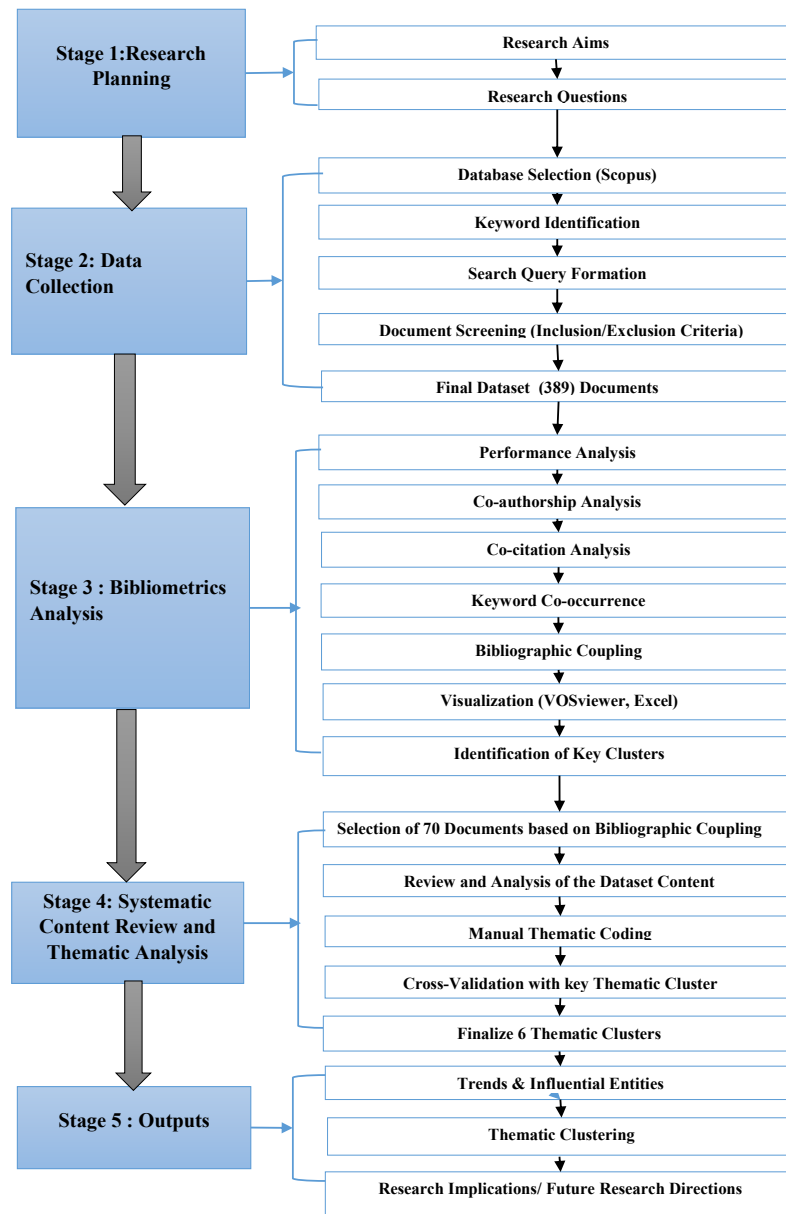 Stage 1:Research
Planning
Research Aims
Research Questions
Stage 2: Data
Collection
Database Selection (Scopus)
Keyword Identification
Search Query Formation
Document Screening (Inclusion/Exclusion Criteria)
Final Dataset (389) Documents
Stage 3 : Bibliometrics
Analysis
Performance Analysis
Co-authorship Analysis
Co-citation Analysis
Keyword Co-occurrence
Bibliographic Coupling
Visualization (VOSviewer, Excel)
Identification of Key Clusters
Stage 4: Systematic
Content Review and
Thematic Analysis
Selection of 70 Documents based on Bibliographic Coupling
Review and Analysis of the Dataset Content
Manual Thematic Coding
Cross-Validation with key Thematic Cluster
Finalize 6 Thematic Clusters
Stage 5 : Outputs
Trends & Influential Entities
Thematic Clustering
Research Implications/ Future Research Directions